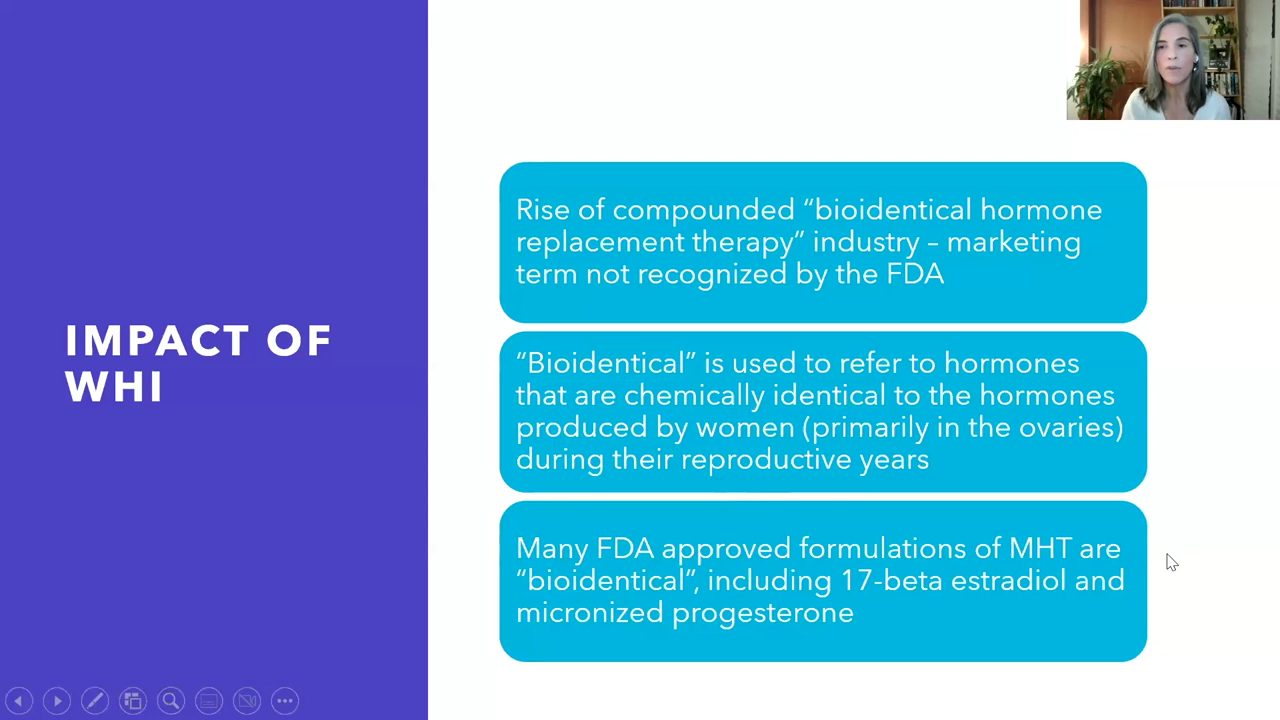 IMPACT OF
WHI
Rise of compounded “bioidentical hormone
replacement therapy” industry – marketing
term not recognized by the FDA
“Bioidentical” is used to refer to hormones
that are chemically identical to the hormones
produced by women (primarily in the ovaries)
during their reproductive years
Many FDA approved formulations of MHT are
“bioidentical”, including 17-beta estradiol and
micronized progesterone